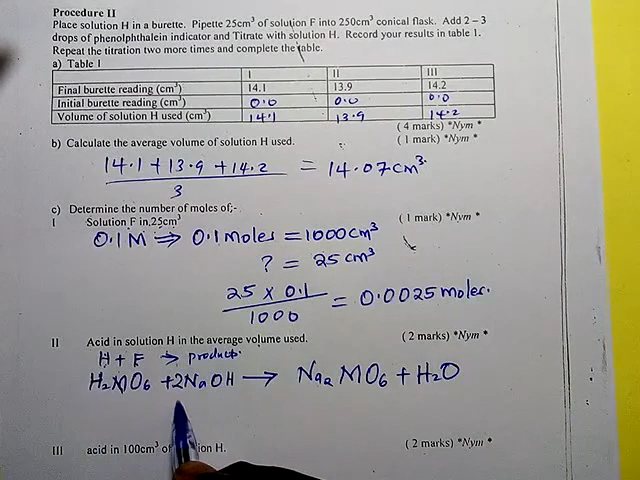 Procedure II
Place solution H in a burette. Pipette 25cm³ of solution F into 250cm³ conical flask. Add 2 – 3
drops of phenolphthalein indicator and Titrate with solution H. Record your results in table 1.
Repeat the titration two more times and complete the table.
a) Table 1
I II III
Final burette reading (cm³) 14.1 13.9 14.2
Initial burette reading (cm³) 0.0 0.0 0.0
Volume of solution H used (cm³) 14.1 13.9 14.2
( 4 marks) *Nym *
b) Calculate the average volume of solution H used. ( 1 mark) *Nym *
14.1 + 13.9 + 14.2 = 14.07cm³
3
c) Determine the number of moles of;-
I Solution F in 25cm³ ( 1 mark) *Nym *
0.1M ⇒ 0.1 moles = 1000cm³
? = 25cm³
25 × 0.1 = 0.0025 moles.
1000
II Acid in solution H in the average volume used. ( 2 marks) *Nym *
H + F → product
H₂MO₆ + 2NaOH → Na₂MO₆ + H₂O
III acid in 100cm³ of ion H. ( 2 marks) *Nym *